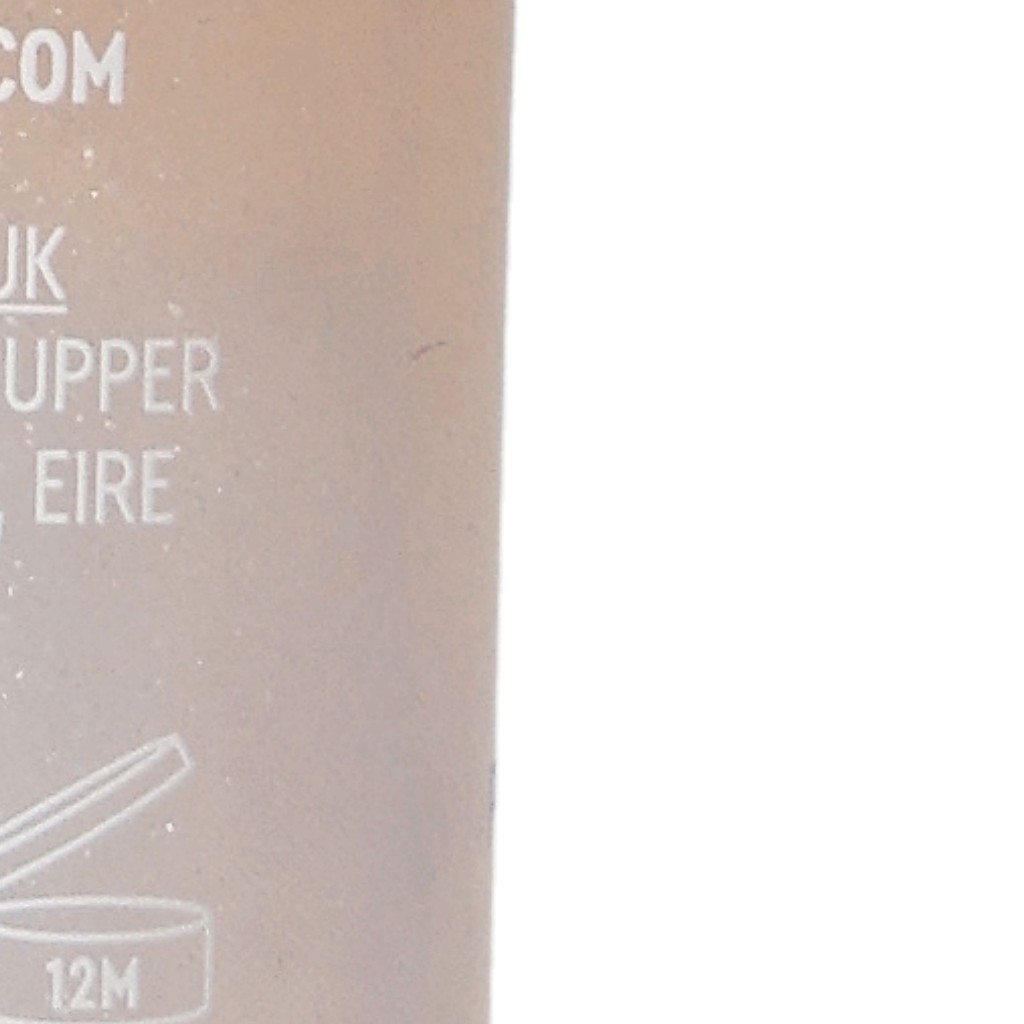 COM
UK
UPPER
, EIRE
12M